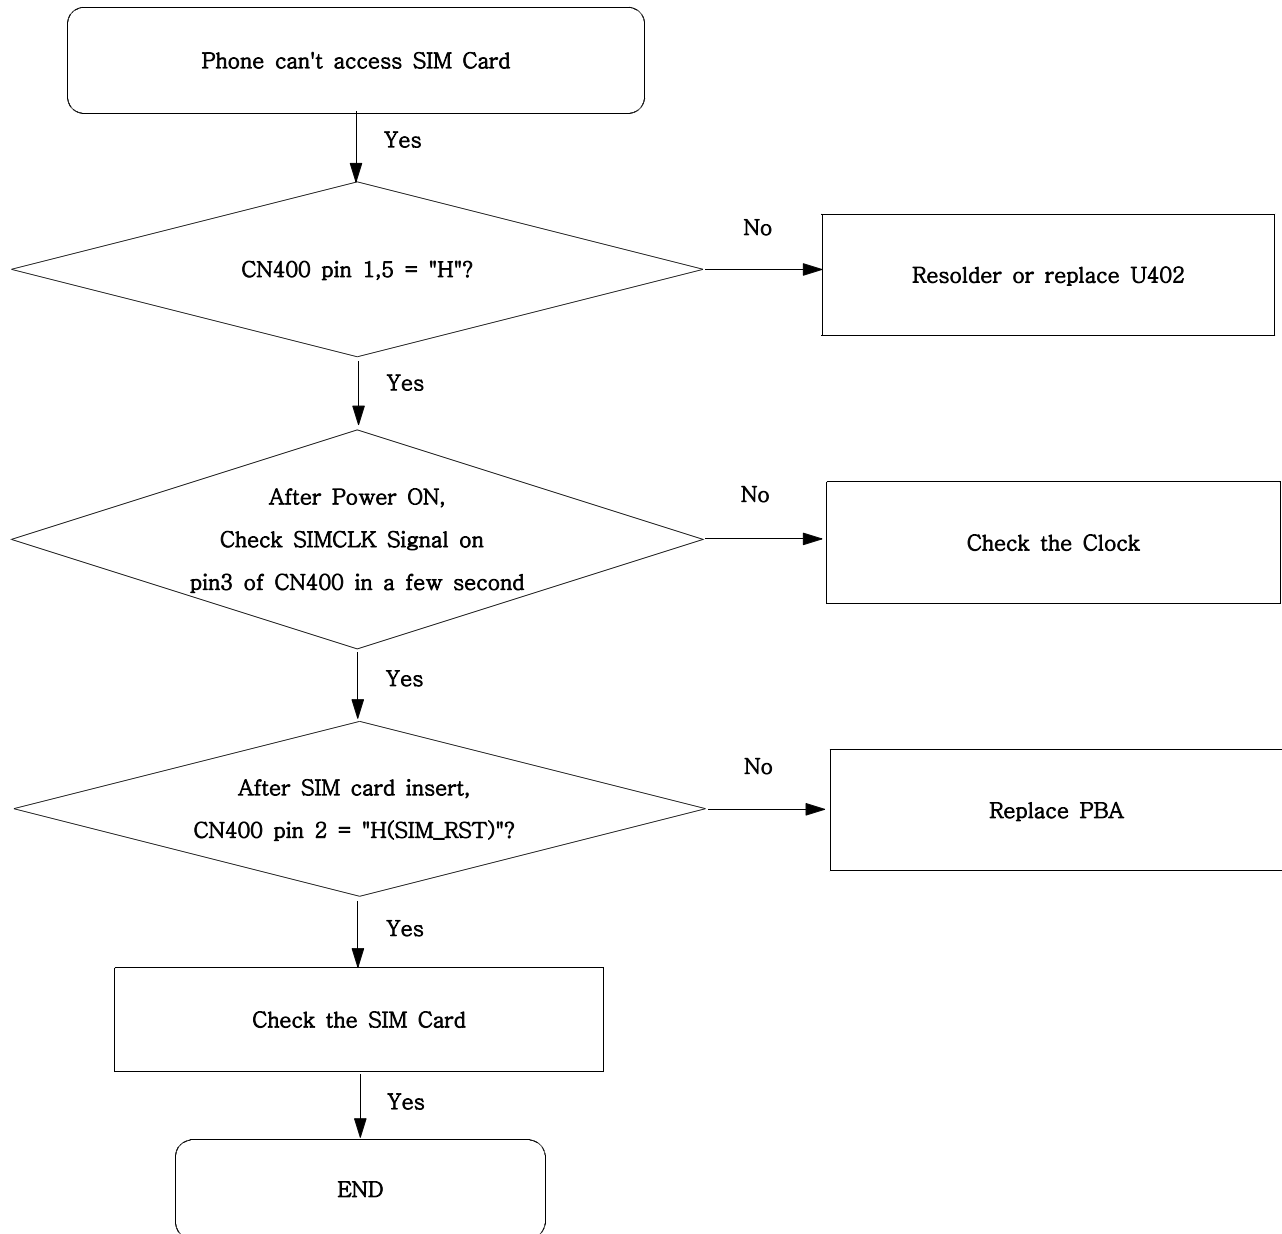 Phone can't access SIM Card
Yes
CN400 pin 1,5 = "H"?
No
Resolder or replace U402
Yes
After Power ON,
Check SIMCLK Signal on
pin3 of CN400 in a few second
No
Check the Clock
Yes
After SIM card insert,
CN400 pin 2 = "H(SIM_RST)"?
No
Replace PBA
Yes
Check the SIM Card
Yes
END